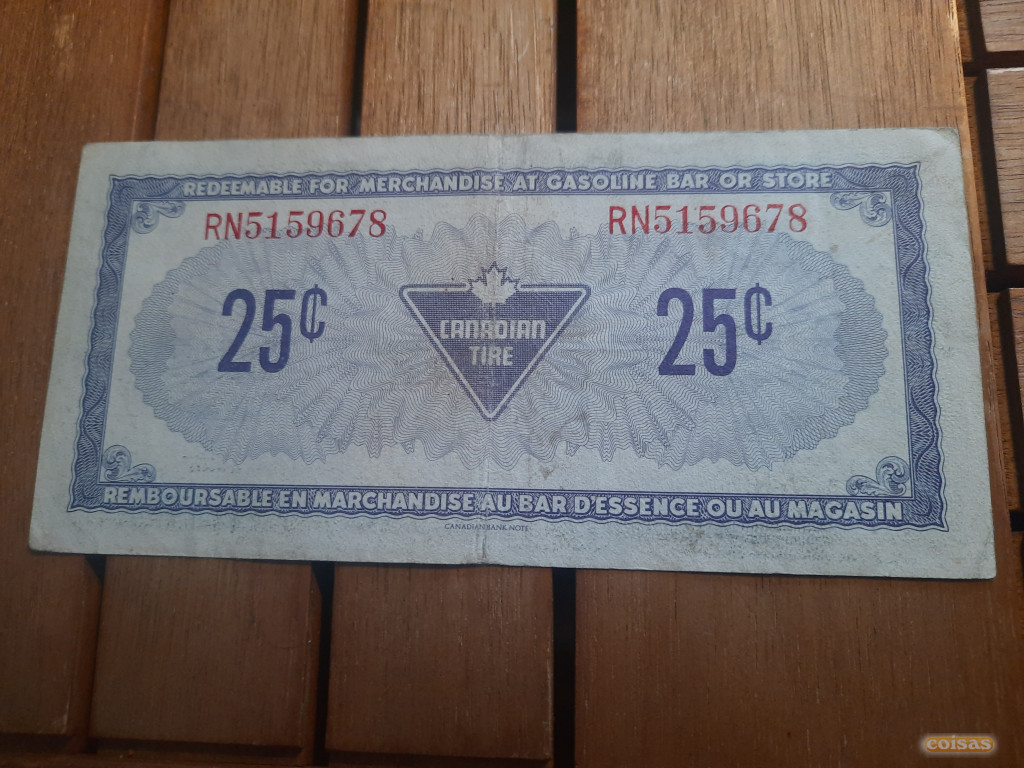 REDEEMABLE FOR MERCHANDISE AT GASOLINE BAR OR STORE
RN5159678 RN5159678
25¢ 25¢
CANADIAN
TIRE
REMBOURSABLE EN MARCHANDISE AU BAR D'ESSENCE OU AU MAGASIN
CANADIAN BANK NOTE
coisas